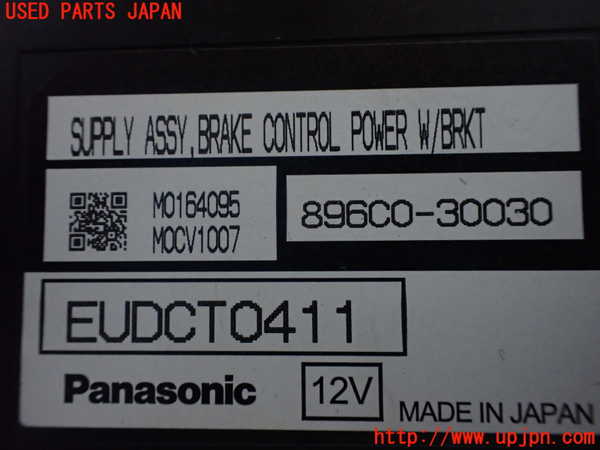 USED PARTS JAPAN
SUPPLY ASSY,BRAKE CONTROL POWER W/BRKT
M0164095
M0CV1007
896C0-30030
EUDCT0411
Panasonic
12V
MADE IN JAPAN
http://www.upjpn.com/